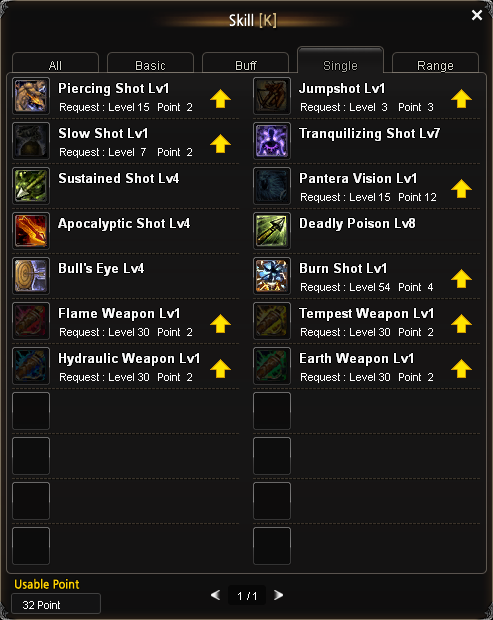 Skill [K]
All Basic Buff Single Range
Piercing Shot Lv1
Request : Level 15 Point 2
Jumpshot Lv1
Request : Level 3 Point 3
Slow Shot Lv1
Request : Level 7 Point 2
Tranquilizing Shot Lv7
Sustained Shot Lv4
Pantera Vision Lv1
Request : Level 15 Point 12
Apocalyptic Shot Lv4
Deadly Poison Lv8
Bull's Eye Lv4
Burn Shot Lv1
Request : Level 54 Point 4
Flame Weapon Lv1
Request : Level 30 Point 2
Tempest Weapon Lv1
Request : Level 30 Point 2
Hydraulic Weapon Lv1
Request : Level 30 Point 2
Earth Weapon Lv1
Request : Level 30 Point 2
Usable Point
32 Point
1 / 1